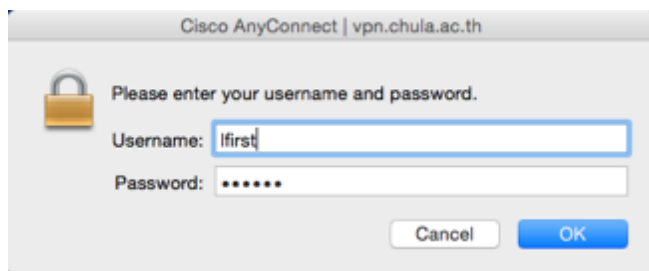 Cisco AnyConnect | vpn.chula.ac.th
Please enter your username and password.
Username: lfirst
Password: ••••••
Cancel OK